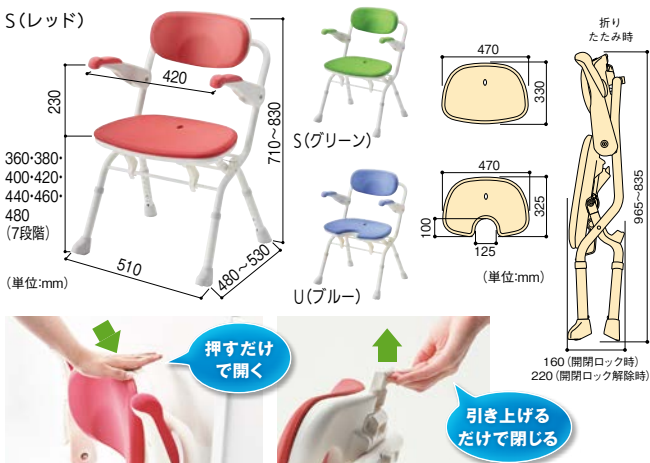 S(レッド)
420
230
710〜830
360・380・
400・420・
440・460・
480
(7段階)
510
480〜530
(単位:mm)
S(グリーン)
U(ブルー)
470
330
470
325
100
125
(単位:mm)
折り
たたみ時
965〜835
160(開閉ロック時)
220(開閉ロック解除時)
押すだけ
で開く
引き上げる
だけで閉じる